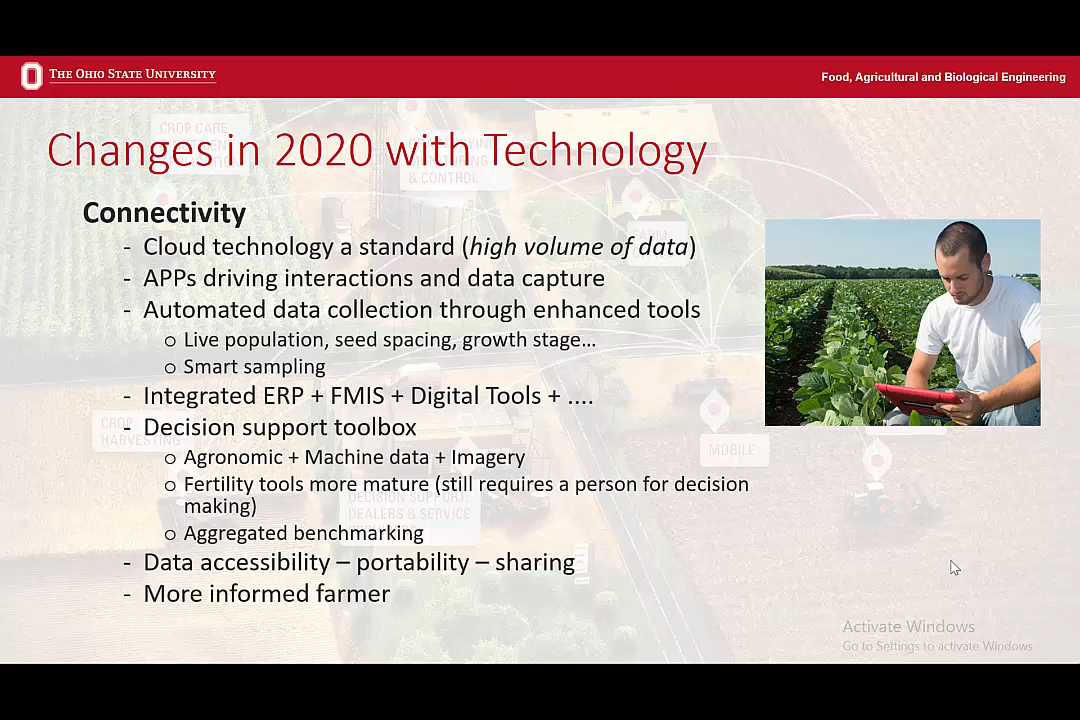 THE OHIO STATE UNIVERSITY
Food, Agricultural and Biological Engineering
Changes in 2020 with Technology
CROP CARE,
& CONTROL
FARM
Connectivity
- Cloud technology a standard (high volume of data)
- APPs driving interactions and data capture
- Automated data collection through enhanced tools
o Live population, seed spacing, growth stage...
o Smart sampling
- Integrated ERP + FMIS + Digital Tools + ....
CROP
HARVESTING
- Decision support toolbox
MOBILE
o Agronomic + Machine data + Imagery
o Fertility tools more mature (still requires a person for decision
making)
DECISION SUPPORT,
DEALERS & SERVICE
o Aggregated benchmarking
- Data accessibility – portability – sharing
- More informed farmer
Activate Windows
Go to Settings to activate Windows.